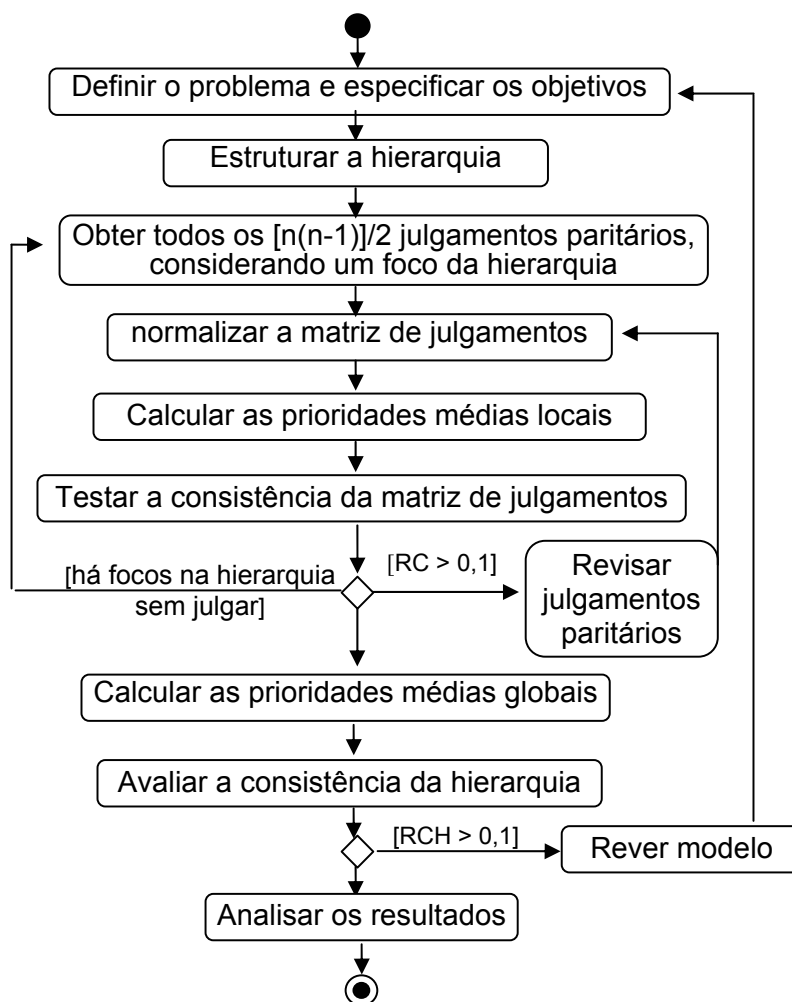 Definir o problema e especificar os objetivos
Estruturar a hierarquia
Obter todos os [n(n-1)]/2 julgamentos paritários,
considerando um foco da hierarquia
normalizar a matriz de julgamentos
Calcular as prioridades médias locais
Testar a consistência da matriz de julgamentos
[há focos na hierarquia
sem julgar]
[RC > 0,1]
Revisar
julgamentos
paritários
Calcular as prioridades médias globais
Avaliar a consistência da hierarquia
[RCH > 0,1]
Rever modelo
Analisar os resultados